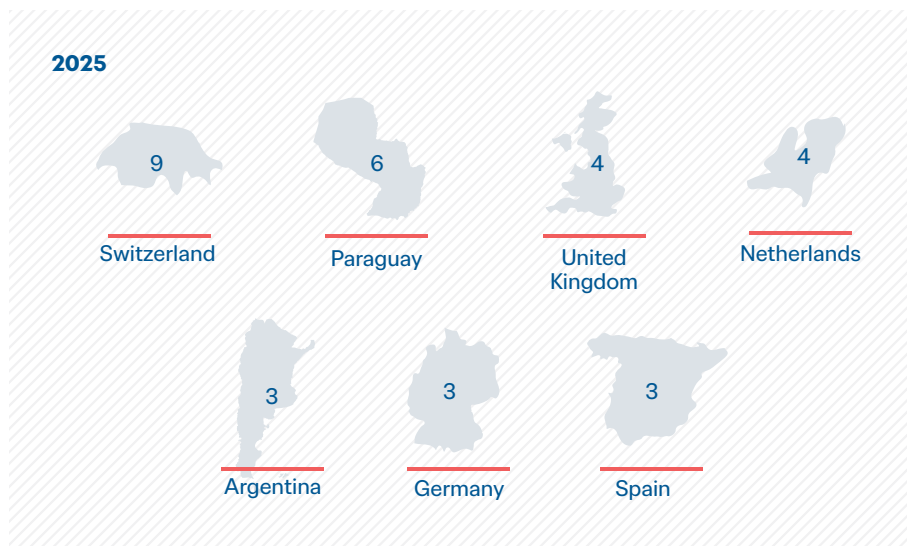 2025
9
6
4
4
Switzerland
Paraguay
United
Kingdom
Netherlands
3
3
3
Argentina
Germany
Spain